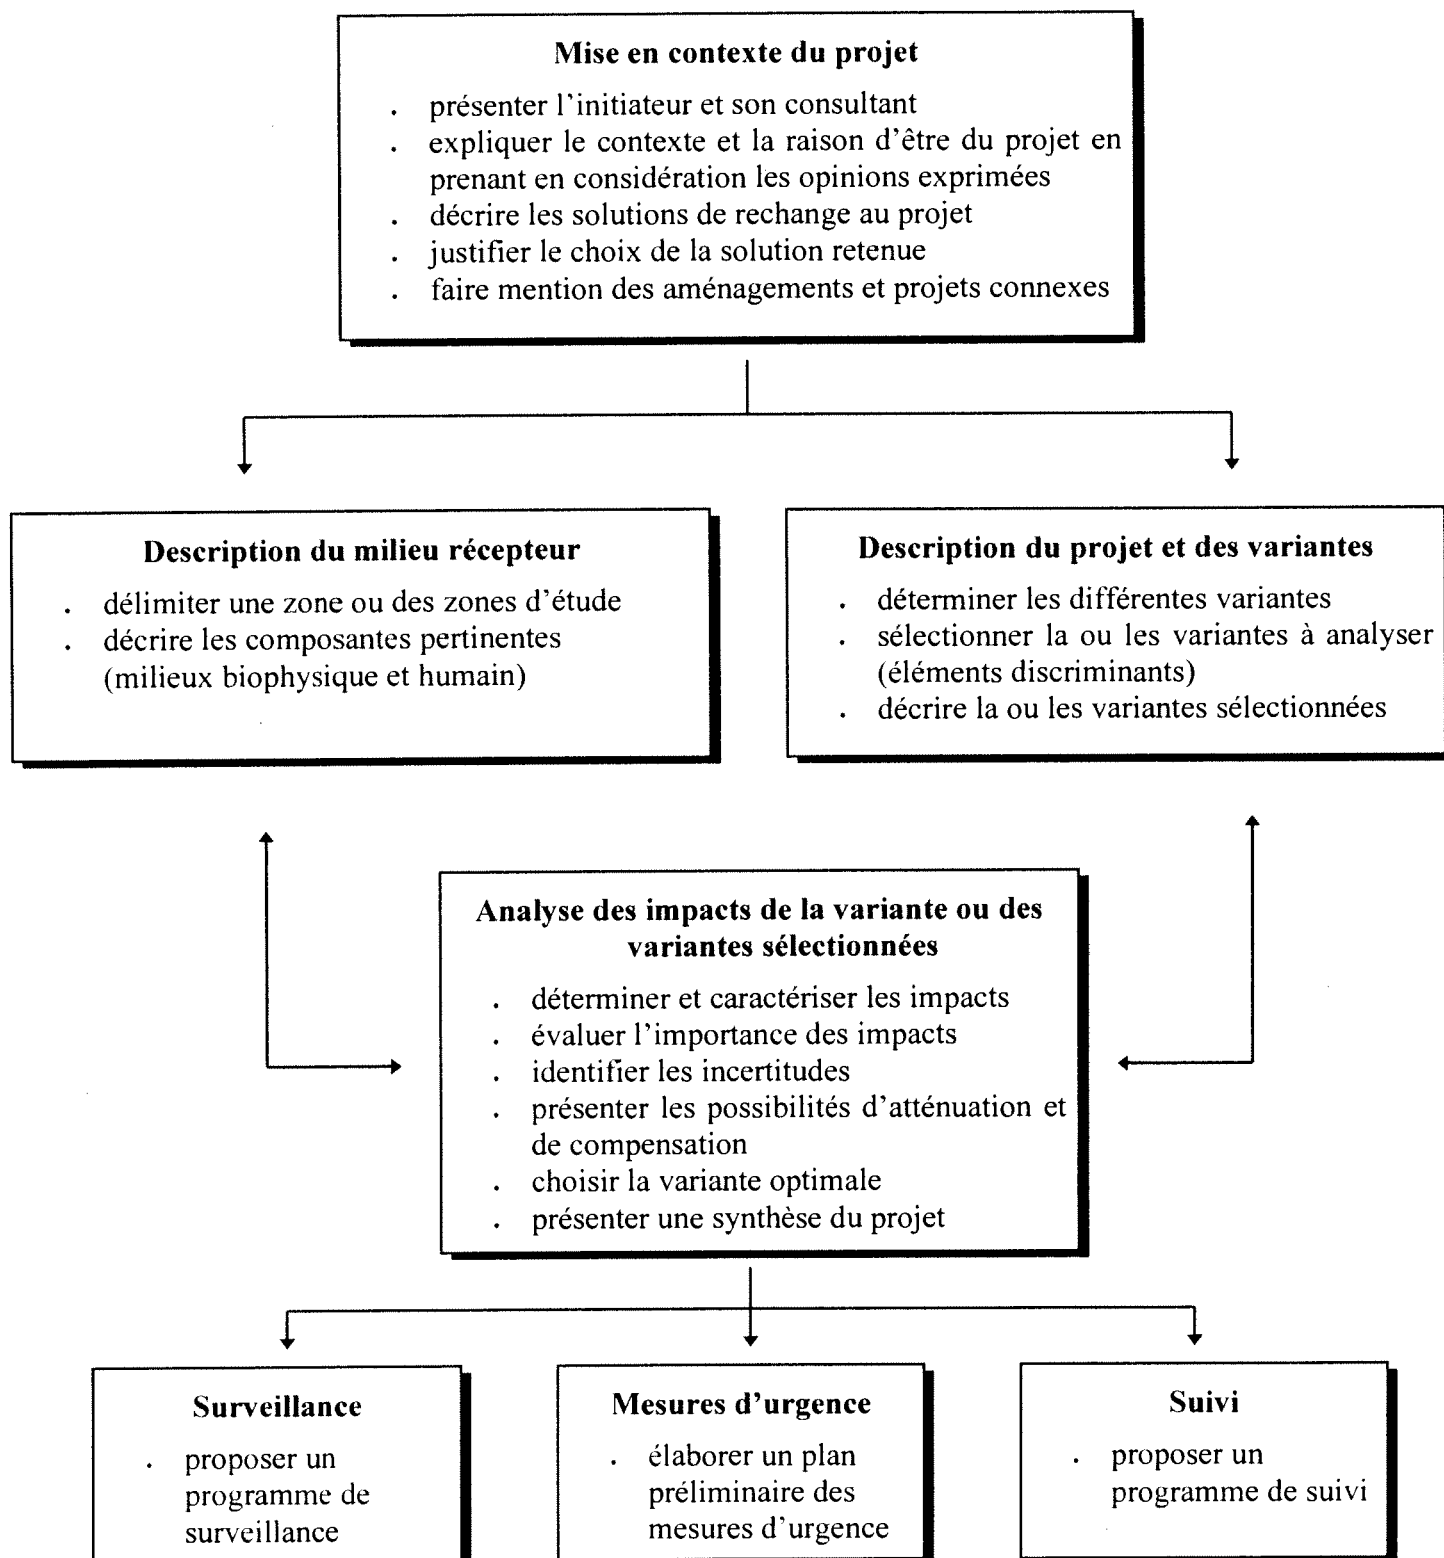 Mise en contexte du projet
. présenter l'initiateur et son consultant
. expliquer le contexte et la raison d'être du projet en
prenant en considération les opinions exprimées
. décrire les solutions de rechange au projet
. justifier le choix de la solution retenue
. faire mention des aménagements et projets connexes
Description du milieu récepteur
. délimiter une zone ou des zones d'étude
. décrire les composantes pertinentes
(milieux biophysique et humain)
Description du projet et des variantes
. déterminer les différentes variantes
. sélectionner la ou les variantes à analyser
(éléments discriminants)
. décrire la ou les variantes sélectionnées
Analyse des impacts de la variante ou des
variantes sélectionnées
. déterminer et caractériser les impacts
. évaluer l'importance des impacts
. identifier les incertitudes
. présenter les possibilités d'atténuation et
de compensation
. choisir la variante optimale
. présenter une synthèse du projet
Surveillance
. proposer un
programme de
surveillance
Mesures d'urgence
. élaborer un plan
préliminaire des
mesures d'urgence
Suivi
. proposer un
programme de suivi